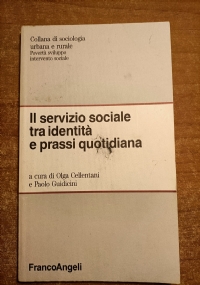 Collana di sociologia
urbana e rurale
Povertà sviluppo
intervento sociale
Il servizio sociale
tra identità
e prassi quotidiana
a cura di Olga Cellentani
e Paolo Guidicini
FrancoAngeli